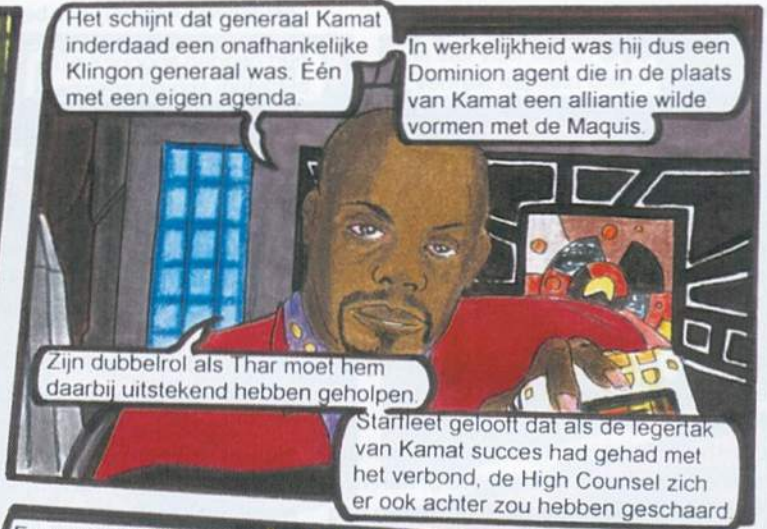 Het schijnt dat generaal Kamat
inderdaad een onafhankelijke
Klingon generaal was. Één
met een eigen agenda.
In werkelijkheid was hij dus een
Dominion agent die in de plaats
van Kamat een alliantie wilde
vormen met de Maquis.
Zijn dubbelrol als Thar moet hem
daarbij uitstekend hebben geholpen.
Starfleet gelooft dat als de legertak
van Kamat succes had gehad met
het verbond, de High Counsel zich
er ook achter zou hebben geschaard